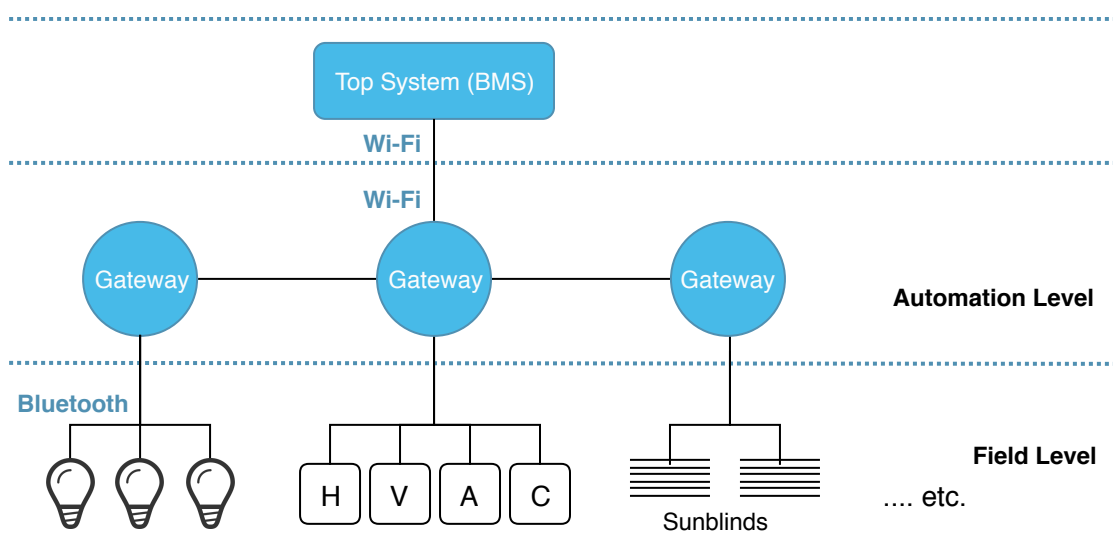 Top System (BMS)
Wi-Fi
Wi-Fi
Gateway
Gateway
Gateway
Automation Level
Bluetooth
Field Level
H
V
A
C
.... etc.
Sunblinds